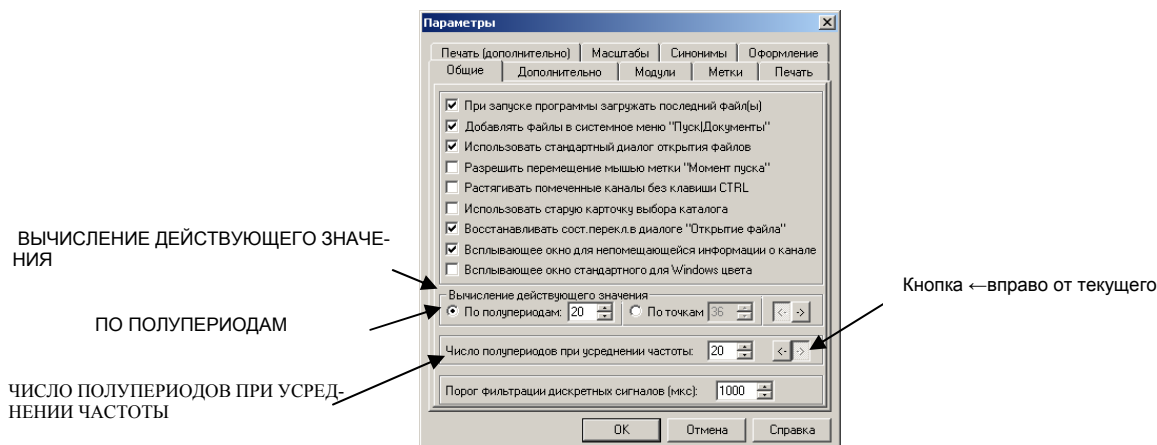 Параметры
Печать (дополнительно) Масштабы Синонимы Оформление
Общие Дополнительно Модули Метки Печать
При запуске программы загружать последний файл(ы)
Добавлять файлы в системное меню "Пуск|Документы"
Использовать стандартный диалог открытия файлов
Разрешить перемещение мышью метки "Момент пуска"
Растягивать помеченные каналы без клавиши CTRL
Использовать старую карточку выбора каталога
Восстанавливать сост.перекл.в диалоге "Открытие файла"
Всплывающее окно для непомещающейся информации о канале
Всплывающее окно стандартного для Windows цвета
ВЫЧИСЛЕНИЕ ДЕЙСТВУЮЩЕГО ЗНАЧЕ-
НИЯ
Кнопка ←вправо от текущего
Вычисление действующего значения
По полупериодам: 20 По точкам 36 <- ->
ПО ПОЛУПЕРИОДАМ
Число полупериодов при усреднении частоты: 20 <- ->
ЧИСЛО ПОЛУПЕРИОДОВ ПРИ УСРЕД-
НЕНИИ ЧАСТОТЫ
Порог фильтрации дискретных сигналов (мкс): 1000
OK Отмена Справка